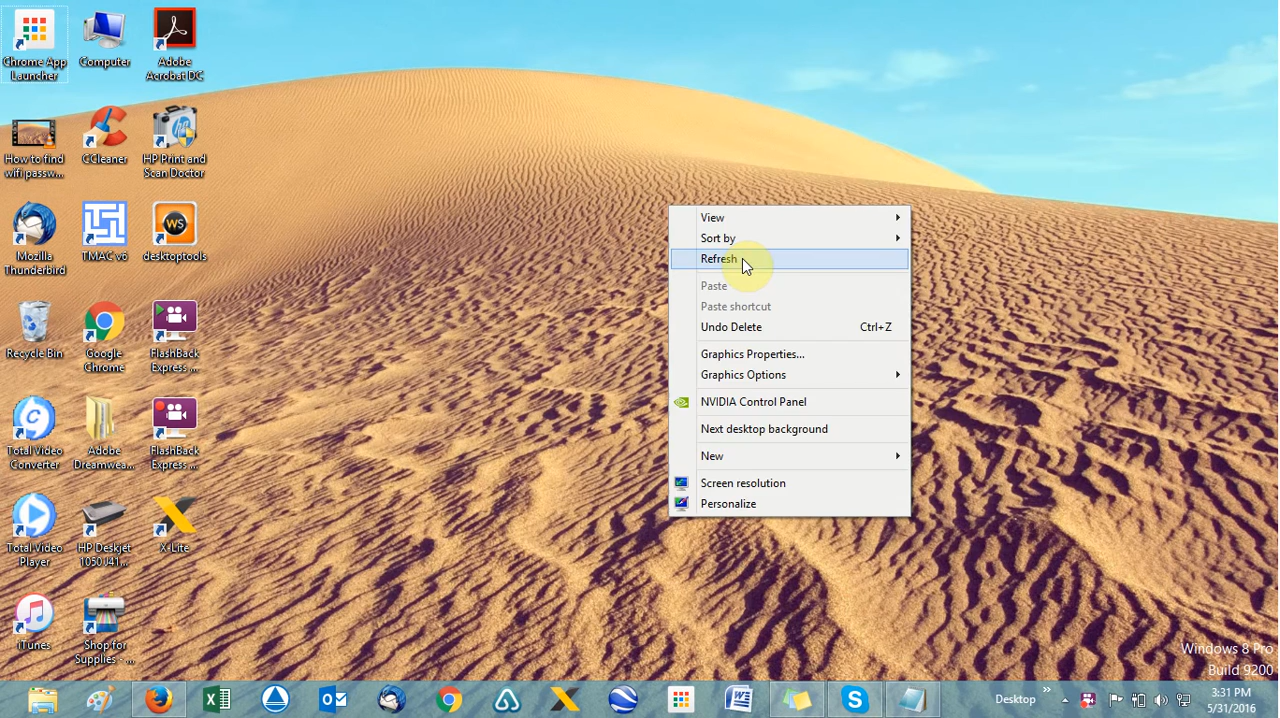 Chrome App
Launcher
Computer
Adobe
Acrobat DC
How to find
wifi passw...
CCleaner
HP Print and
Scan Doctor
Mozilla
Thunderbird
TMAC v6
WS
desktoptools
Recycle Bin
Google
Chrome
FlashBack
Express ...
Total Video
Converter
Adobe
Dreamwea...
FlashBack
Express ...
Total Video
Player
HP Deskjet
1050 J41...
X-Lite
iTunes
Shop for
Supplies - ...
View
Sort by
Refresh
Paste
Paste shortcut
Undo Delete Ctrl+Z
Graphics Properties...
Graphics Options
NVIDIA Control Panel
Next desktop background
New
Screen resolution
Personalize
Windows 8 Pro
Build 9200
Desktop
3:31 PM
5/31/2016